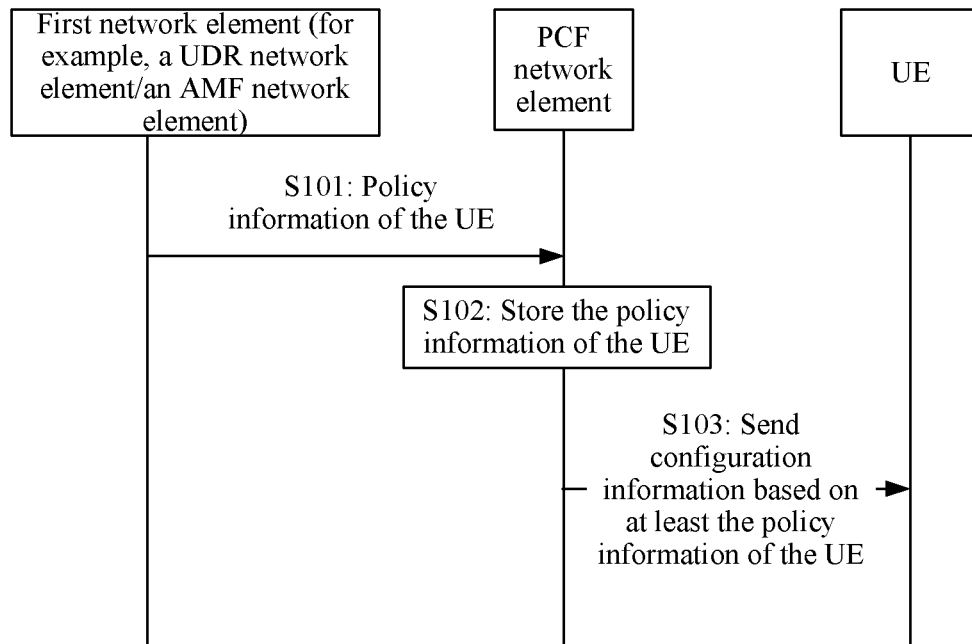 First network element (for
example, a UDR network
element/an AMF network
element)
PCF
network
element
UE
S101: Policy
information of the UE
S102: Store the policy
information of the UE
S103: Send
configuration
information based on
at least the policy
information of the UE